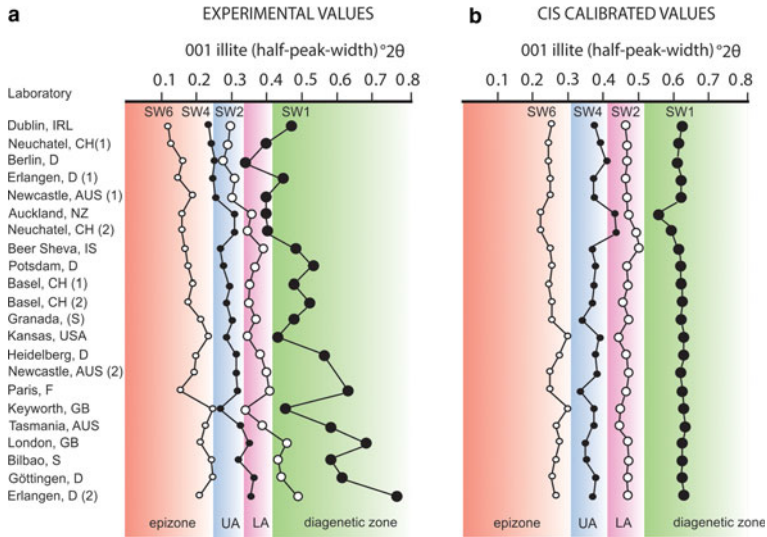 a EXPERIMENTAL VALUES
b CIS CALIBRATED VALUES
001 illite (half-peak-width)°2θ
001 illite (half-peak-width)°2θ
0.1 0.2 0.3 0.4 0.5 0.6 0.7 0.8
0.1 0.2 0.3 0.4 0.5 0.6 0.7 0.8
Laboratory
SW6 SW4 SW2 SW1
SW6 SW4 SW2 SW1
Dublin, IRL
Neuchatel, CH(1)
Berlin, D
Erlangen, D (1)
Newcastle, AUS (1)
Auckland, NZ
Neuchatel, CH (2)
Beer Sheva, IS
Potsdam, D
Basel, CH (1)
Basel, CH (2)
Granada, (S)
Kansas, USA
Heidelberg, D
Newcastle, AUS (2)
Paris, F
Keyworth, GB
Tasmania, AUS
London, GB
Bilbao, S
Göttingen, D
Erlangen, D (2)
epizone UA LA diagenetic zone
epizone UA LA diagenetic zone